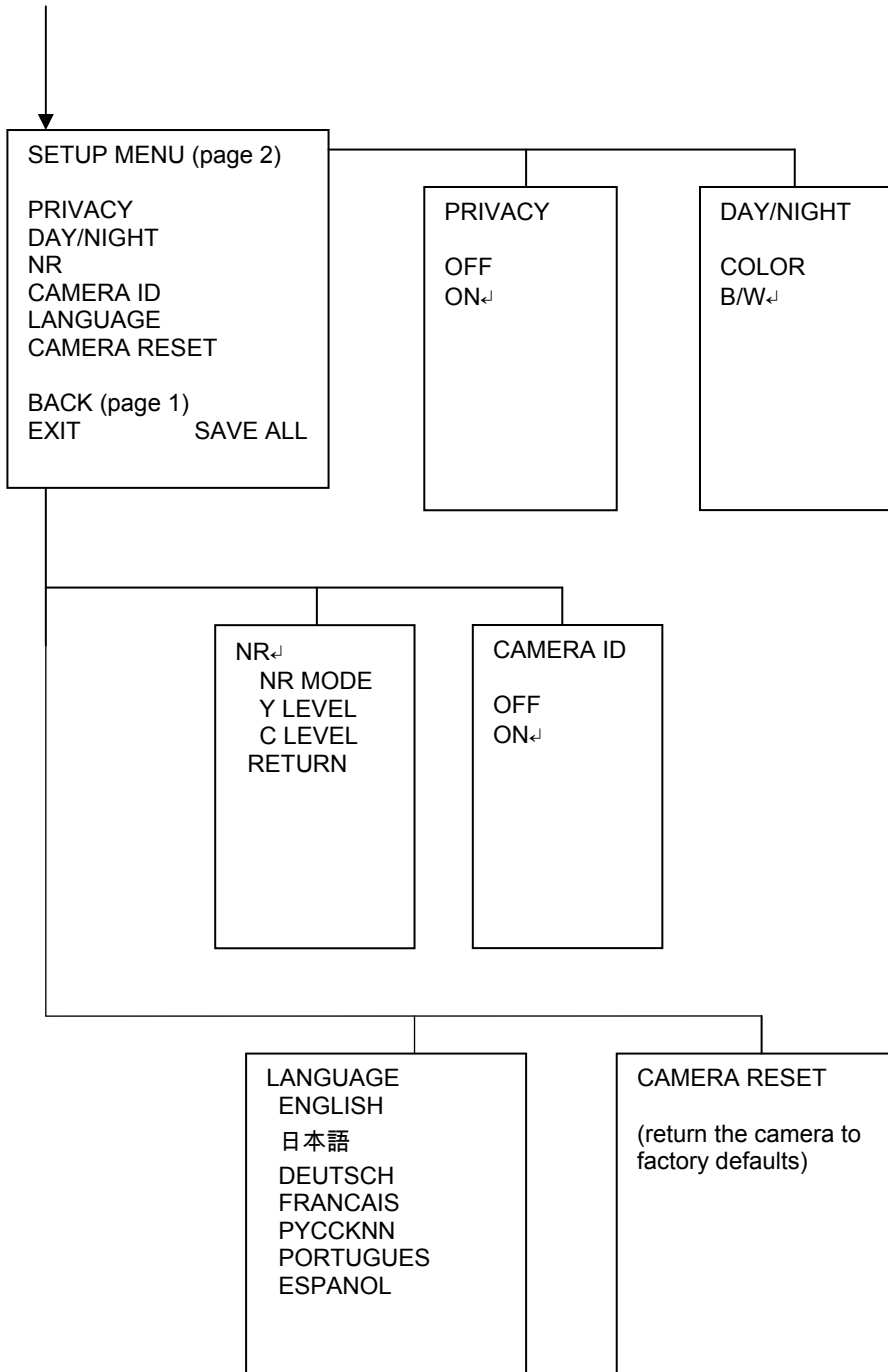 SETUP MENU (page 2)
PRIVACY
DAY/NIGHT
NR
CAMERA ID
LANGUAGE
CAMERA RESET
BACK (page 1)
EXIT SAVE ALL
PRIVACY
OFF
ON↵
DAY/NIGHT
COLOR
B/W↵
NR↵
NR MODE
Y LEVEL
C LEVEL
RETURN
CAMERA ID
OFF
ON↵
LANGUAGE
ENGLISH
日本語
DEUTSCH
FRANCAIS
PYCCKNN
PORTUGUES
ESPANOL
CAMERA RESET
(return the camera to
factory defaults)